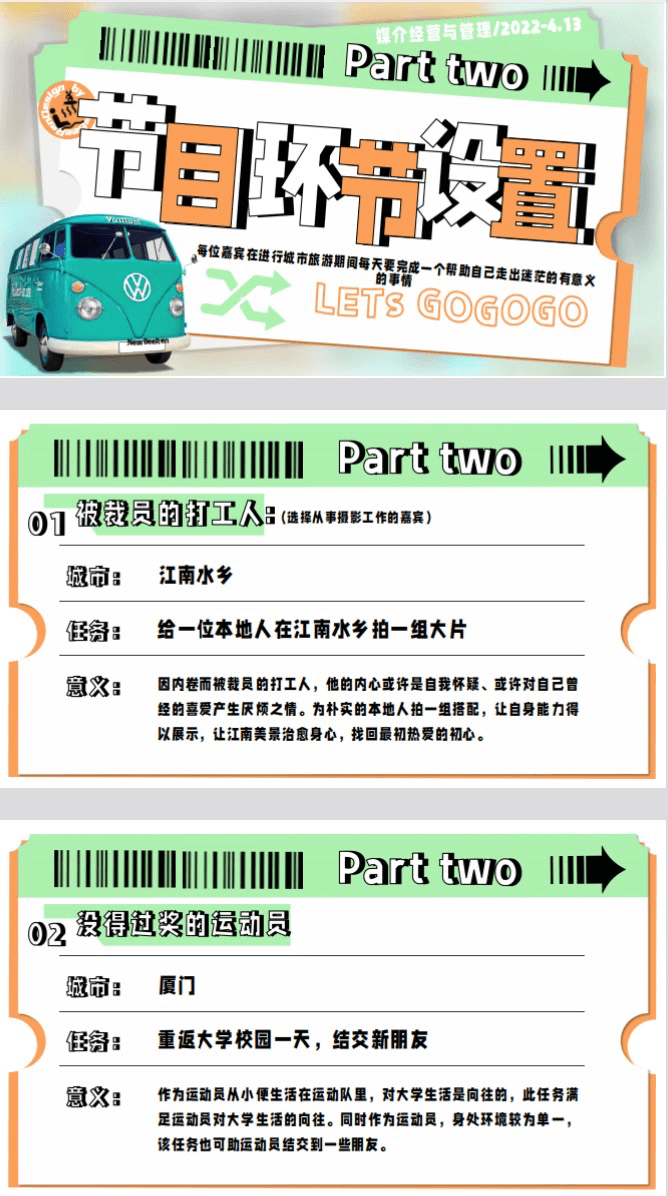 媒介经营与管理/2022-4.13
Part two
节目环节设置
每位嘉宾在进行城市旅游期间每天要完成一个帮助自己走出迷茫的有意义
的事情
LETs GOGOGO
NewBeeRen
Part two
01 被裁员的打工人：(选择从事摄影工作的嘉宾)
城市： 江南水乡
任务： 给一位本地人在江南水乡拍一组大片
意义： 因内卷而被裁员的打工人，他的内心或许是自我怀疑、或许对自己曾
经的喜爱产生厌烦之情。为朴实的本地人拍一组搭配，让自身能力得
以展示，让江南美景治愈身心，找回最初热爱的初心。
Part two
02 没得过奖的运动员
城市： 厦门
任务： 重返大学校园一天，结交新朋友
意义： 作为运动员从小便生活在运动队里，对大学生活是向往的，此任务满
足运动员对大学生活的向往。同时作为运动员，身处环境较为单一，
该任务也可助运动员结交到一些朋友。